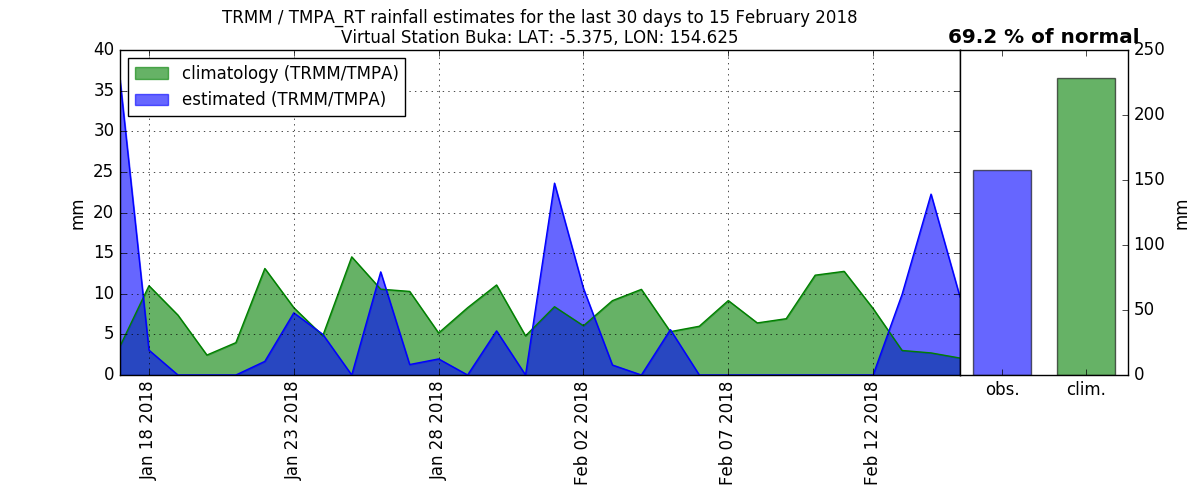 TRMM / TMPA_RT rainfall estimates for the last 30 days to 15 February 2018
Virtual Station Buka: LAT: -5.375, LON: 154.625
69.2 % of normal
climatology (TRMM/TMPA)
estimated (TRMM/TMPA)
mm
40
35
30
25
20
15
10
5
0
Jan 18 2018
Jan 23 2018
Jan 28 2018
Feb 02 2018
Feb 07 2018
Feb 12 2018
obs.
clim.
250
200
150
100
50
0
mm